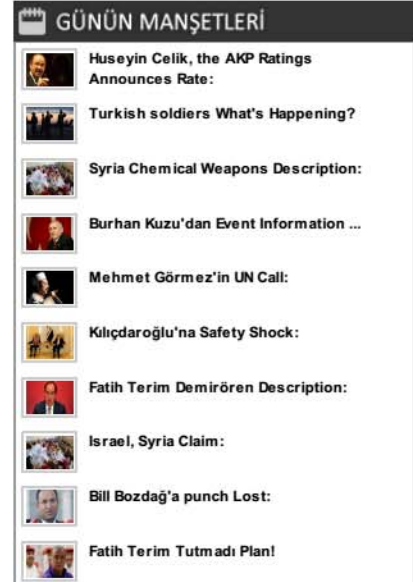 GÜNÜN MANŞETLERİ
Huseyin Celik, the AKP Ratings
Announces Rate:
Turkish soldiers What's Happening?
Syria Chemical Weapons Description:
Burhan Kuzu'dan Event Information ...
Mehmet Görmez'in UN Call:
Kılıçdaroğlu'na Safety Shock:
Fatih Terim Demirören Description:
Israel, Syria Claim:
Bill Bozdağ'a punch Lost:
Fatih Terim Tutmadı Plan!